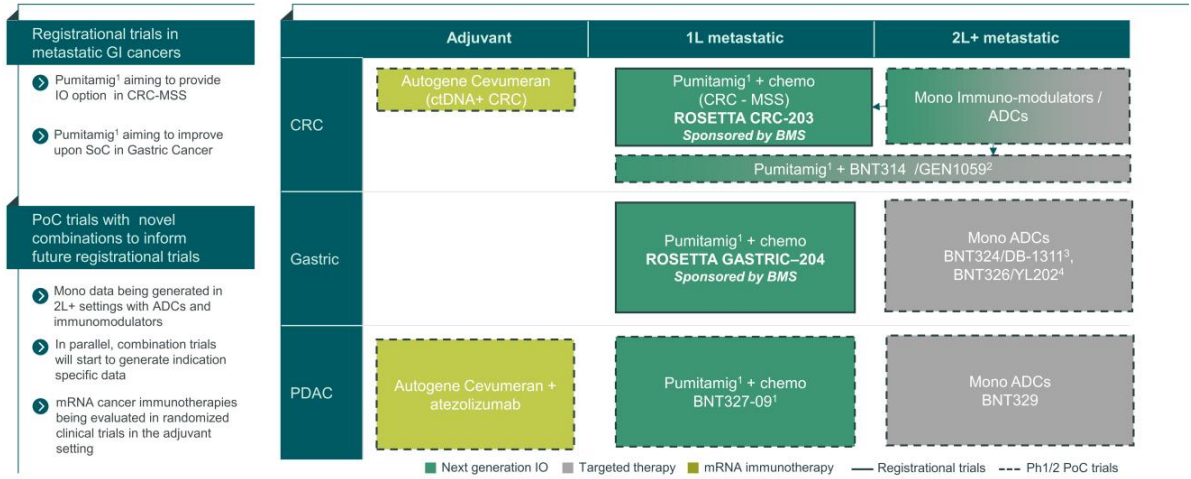 Registrational trials in
metastatic GI cancers
Pumitamig¹ aiming to provide
IO option in CRC-MSS
Pumitamig¹ aiming to improve
upon SoC in Gastric Cancer
PoC trials with novel
combinations to inform
future registrational trials
Mono data being generated in
2L+ settings with ADCs and
immunomodulators
In parallel, combination trials
will start to generate indication
specific data
mRNA cancer immunotherapies
being evaluated in randomized
clinical trials in the adjuvant
setting
Adjuvant
1L metastatic
2L+ metastatic
CRC
Autogene Cevumeran
(ctDNA+ CRC)
Pumitamig¹ + chemo
(CRC - MSS)
ROSETTA CRC-203
Sponsored by BMS
Mono Immuno-modulators /
ADCs
Pumitamig¹ + BNT314 /GEN1059²
Gastric
Pumitamig¹ + chemo
ROSETTA GASTRIC–204
Sponsored by BMS
Mono ADCs
BNT324/DB-1311³,
BNT326/YL202⁴
PDAC
Autogene Cevumeran +
atezolizumab
Pumitamig¹ + chemo
BNT327-09¹
Mono ADCs
BNT329
Next generation IO
Targeted therapy
mRNA immunotherapy
Registrational trials
Ph1/2 PoC trials